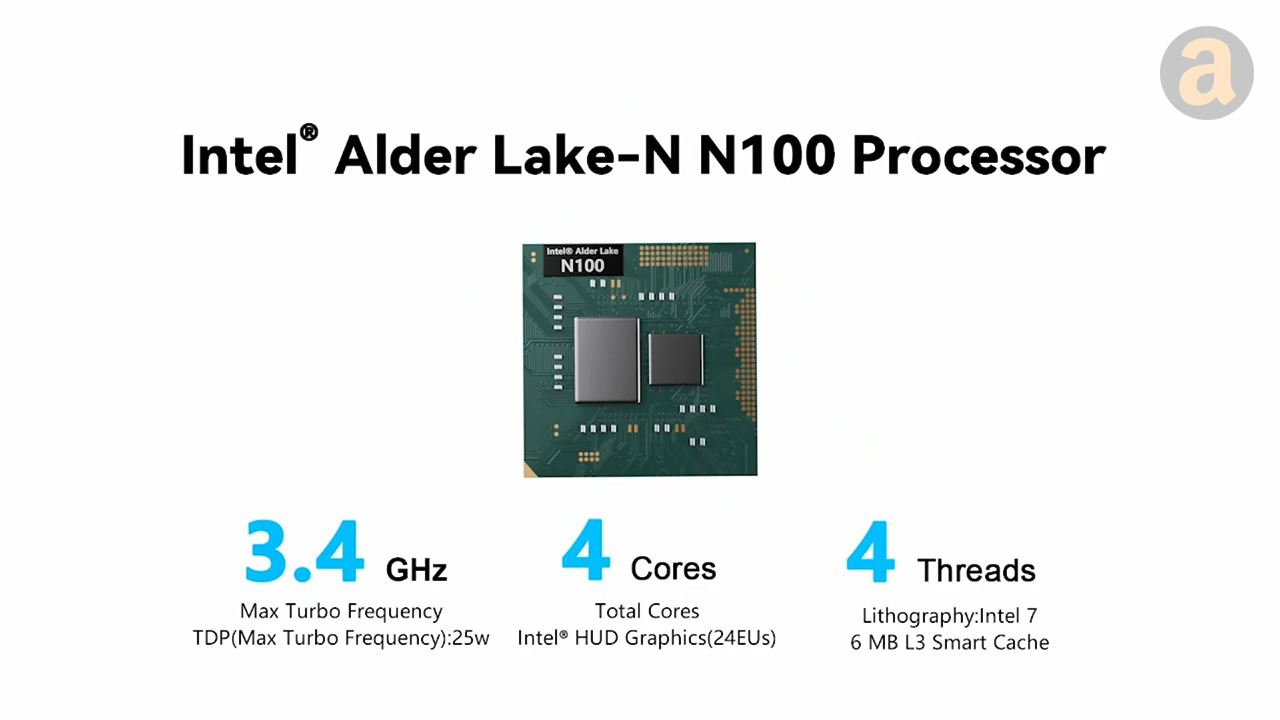 a
Intel® Alder Lake-N N100 Processor
Intel® Alder Lake
N100
3.4 GHz
Max Turbo Frequency
TDP(Max Turbo Frequency):25w
4 Cores
Total Cores
Intel® HUD Graphics(24EUs)
4 Threads
Lithography:Intel 7
6 MB L3 Smart Cache